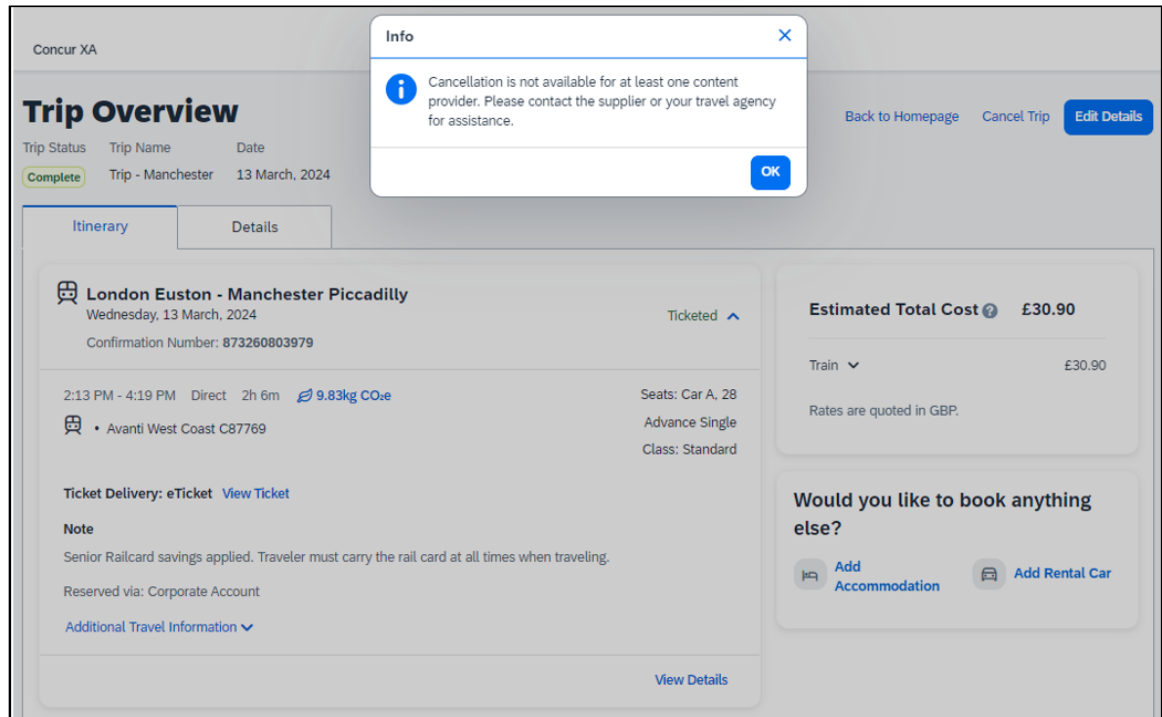 Concur XA
Info
Cancellation is not available for at least one content
provider. Please contact the supplier or your travel agency
for assistance.
OK
Trip Overview
Back to Homepage Cancel Trip Edit Details
Trip Status Trip Name Date
Complete Trip - Manchester 13 March, 2024
Itinerary Details
London Euston - Manchester Piccadilly
Wednesday, 13 March, 2024
Ticketed
Confirmation Number: 873260803979
2:13 PM - 4:19 PM Direct 2h 6m 9.83kg CO₂e
Seats: Car A, 28
Avanti West Coast C87769
Advance Single
Class: Standard
Ticket Delivery: eTicket View Ticket
Note
Senior Railcard savings applied. Traveler must carry the rail card at all times when traveling.
Reserved via: Corporate Account
Additional Travel Information
View Details
Estimated Total Cost ? £30.90
Train £30.90
Rates are quoted in GBP.
Would you like to book anything
else?
Add
Accommodation
Add Rental Car